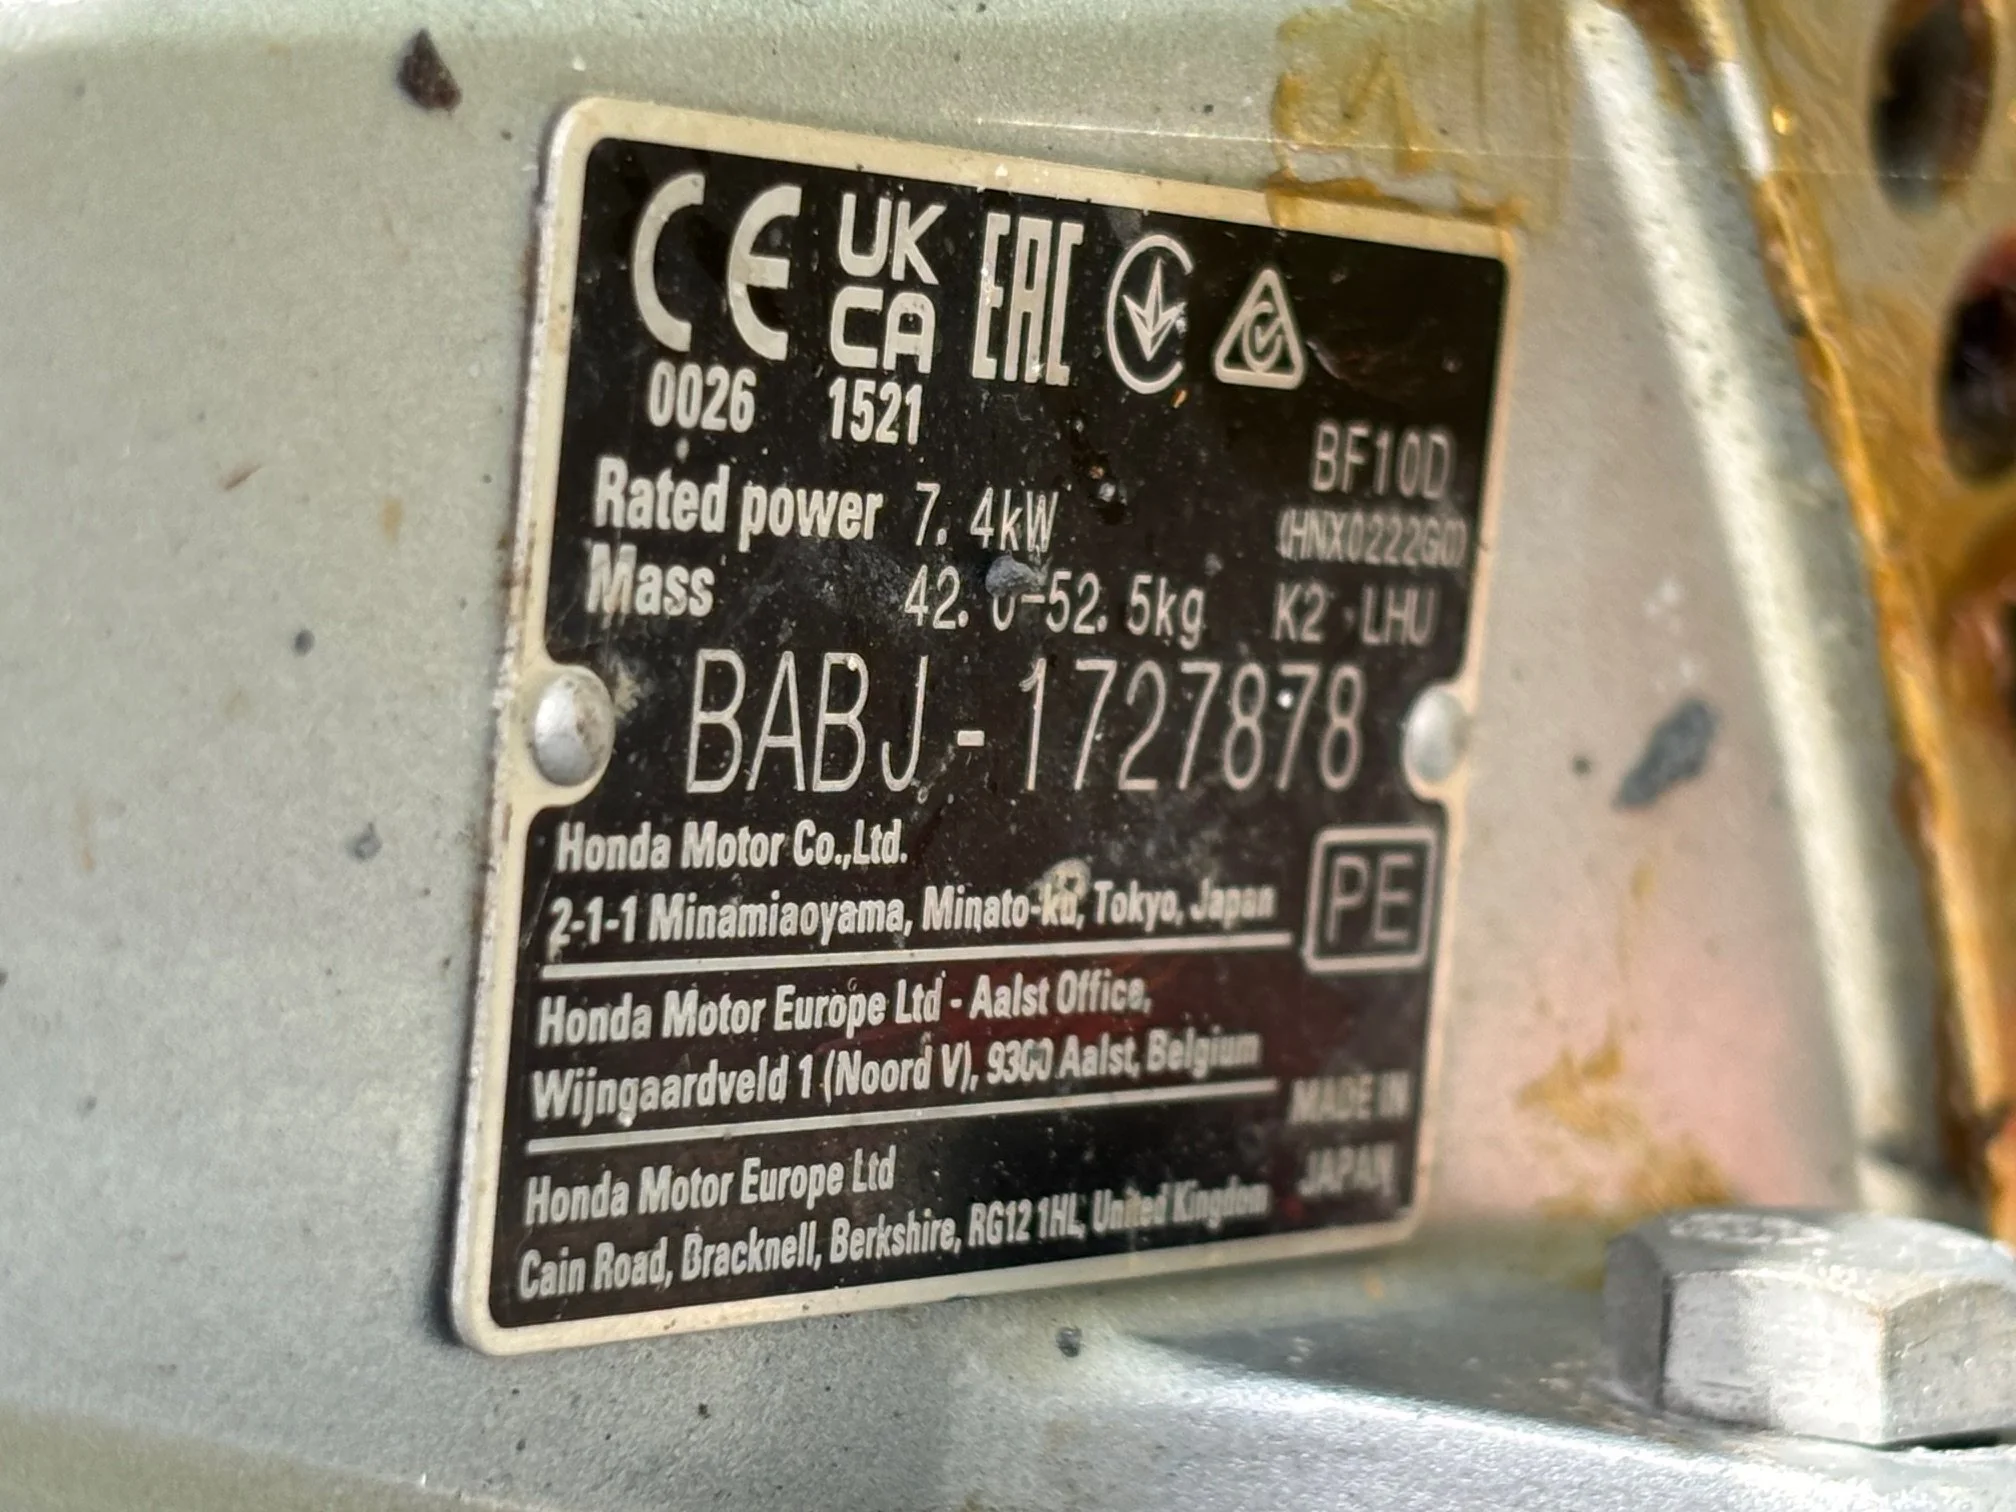 CE UK CA EAC
0026 1521
BF10D
Rated power 7.4kW (HNX0222G0)
Mass 42.0-52.5kg K2 LHU
BABJ-1727878
Honda Motor Co.,Ltd.
2-1-1 Minamiaoyama, Minato-ku, Tokyo, Japan
PE
Honda Motor Europe Ltd - Aalst Office,
Wijngaardveld 1 (Noord V), 9300 Aalst, Belgium
MADE IN
JAPAN
Honda Motor Europe Ltd
Cain Road, Bracknell, Berkshire, RG12 1HL, United Kingdom